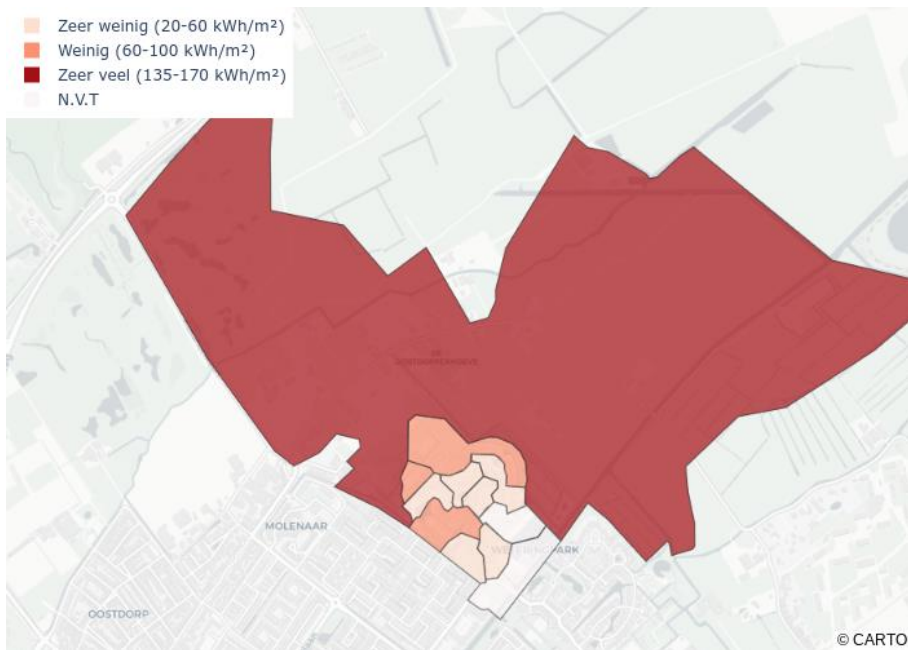 Zeer weinig (20-60 kWh/m²)
Weinig (60-100 kWh/m²)
Zeer veel (135-170 kWh/m²)
N.V.T
DE
MOLENAAR
OOSTDORP
© CARTO